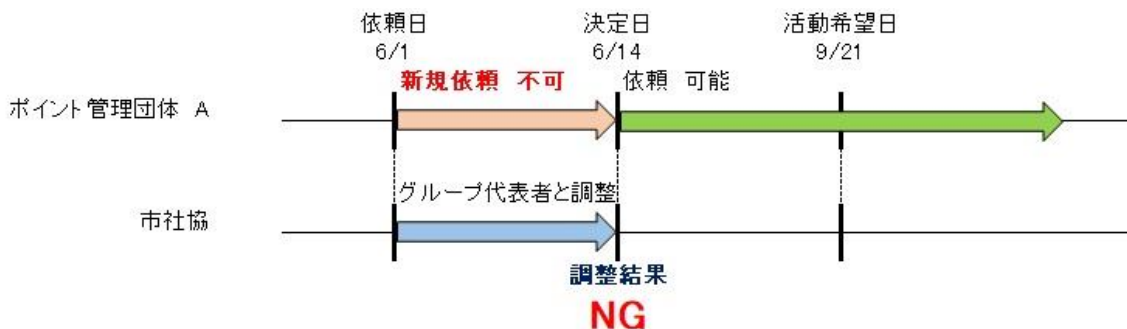 依頼日 決定日 活動希望日
6/1 6/14 9/21
新規依頼 不可 依頼 可能
ポイント管理団体 A
グループ代表者と調整
市社協
調整結果
NG